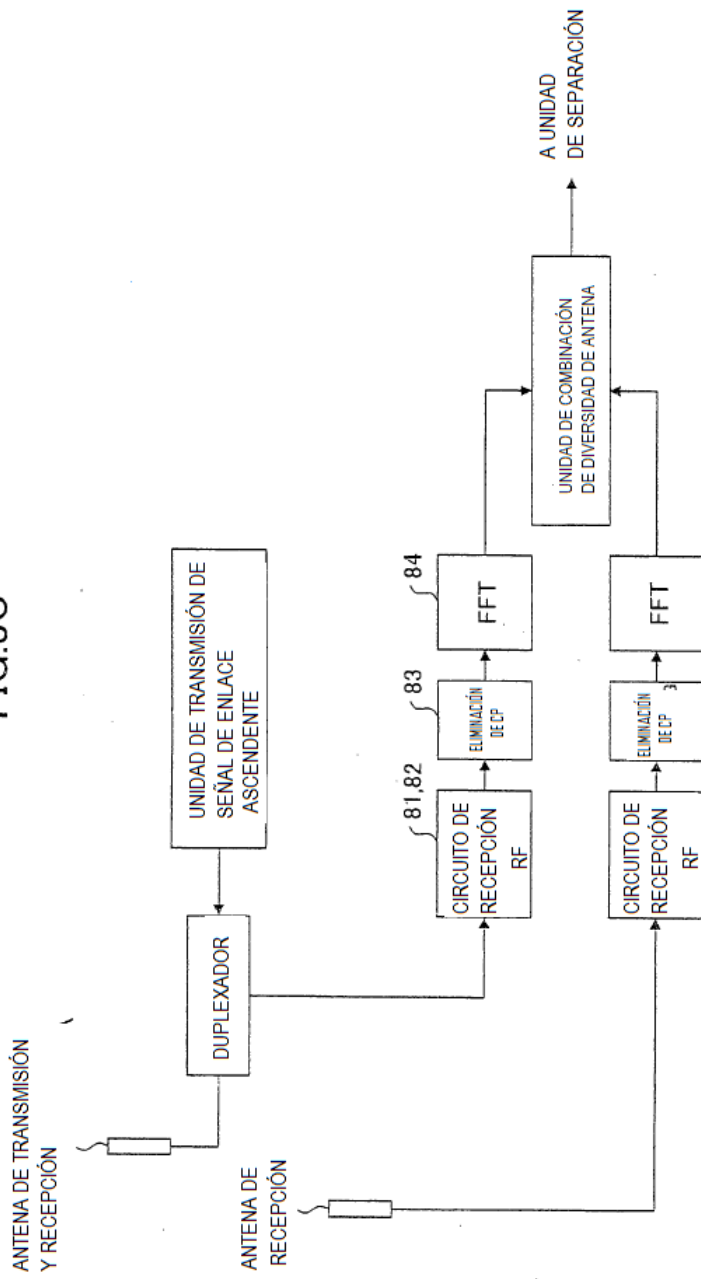 ANTENA DE TRANSMISIÓN
Y RECEPCIÓN
DUPLEXADOR
UNIDAD DE TRANSMISIÓN DE
SEÑAL DE ENLACE
ASCENDENTE
ANTENA DE
RECEPCIÓN
81,82
83
84
CIRCUITO DE
RECEPCIÓN
RF
ELIMINACIÓN
DE CP
FFT
UNIDAD DE COMBINACIÓN
DE DIVERSIDAD DE ANTENA
A UNIDAD
DE SEPARACIÓN
CIRCUITO DE
RECEPCIÓN
RF
ELIMINACIÓN
DE CP
3
FFT